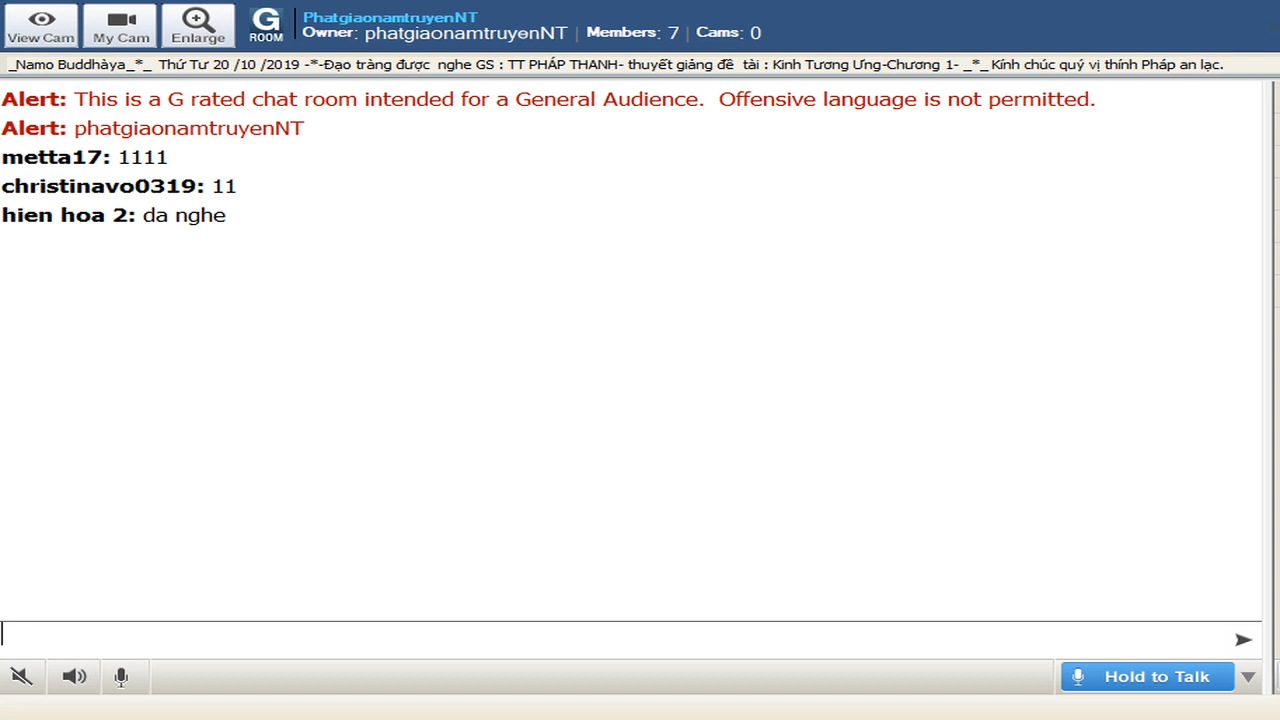 PhatgiaonamtruyenNT
View Cam My Cam Enlarge G ROOM Owner: phatgiaonamtruyenNT | Members: 7 | Cams: 0
_Namo Buddhàya_*_ Thứ Tư 20 /10 /2019 -*-Đạo tràng được nghe GS : TT PHÁP THANH- thuyết giảng đề tài : Kinh Tương Ưng-Chương 1- _*_ Kính chúc quý vị thính Pháp an lạc.
Alert: This is a G rated chat room intended for a General Audience. Offensive language is not permitted.
Alert: phatgiaonamtruyenNT
metta17: 1111
christinavo0319: 11
hien hoa 2: da nghe
Hold to Talk